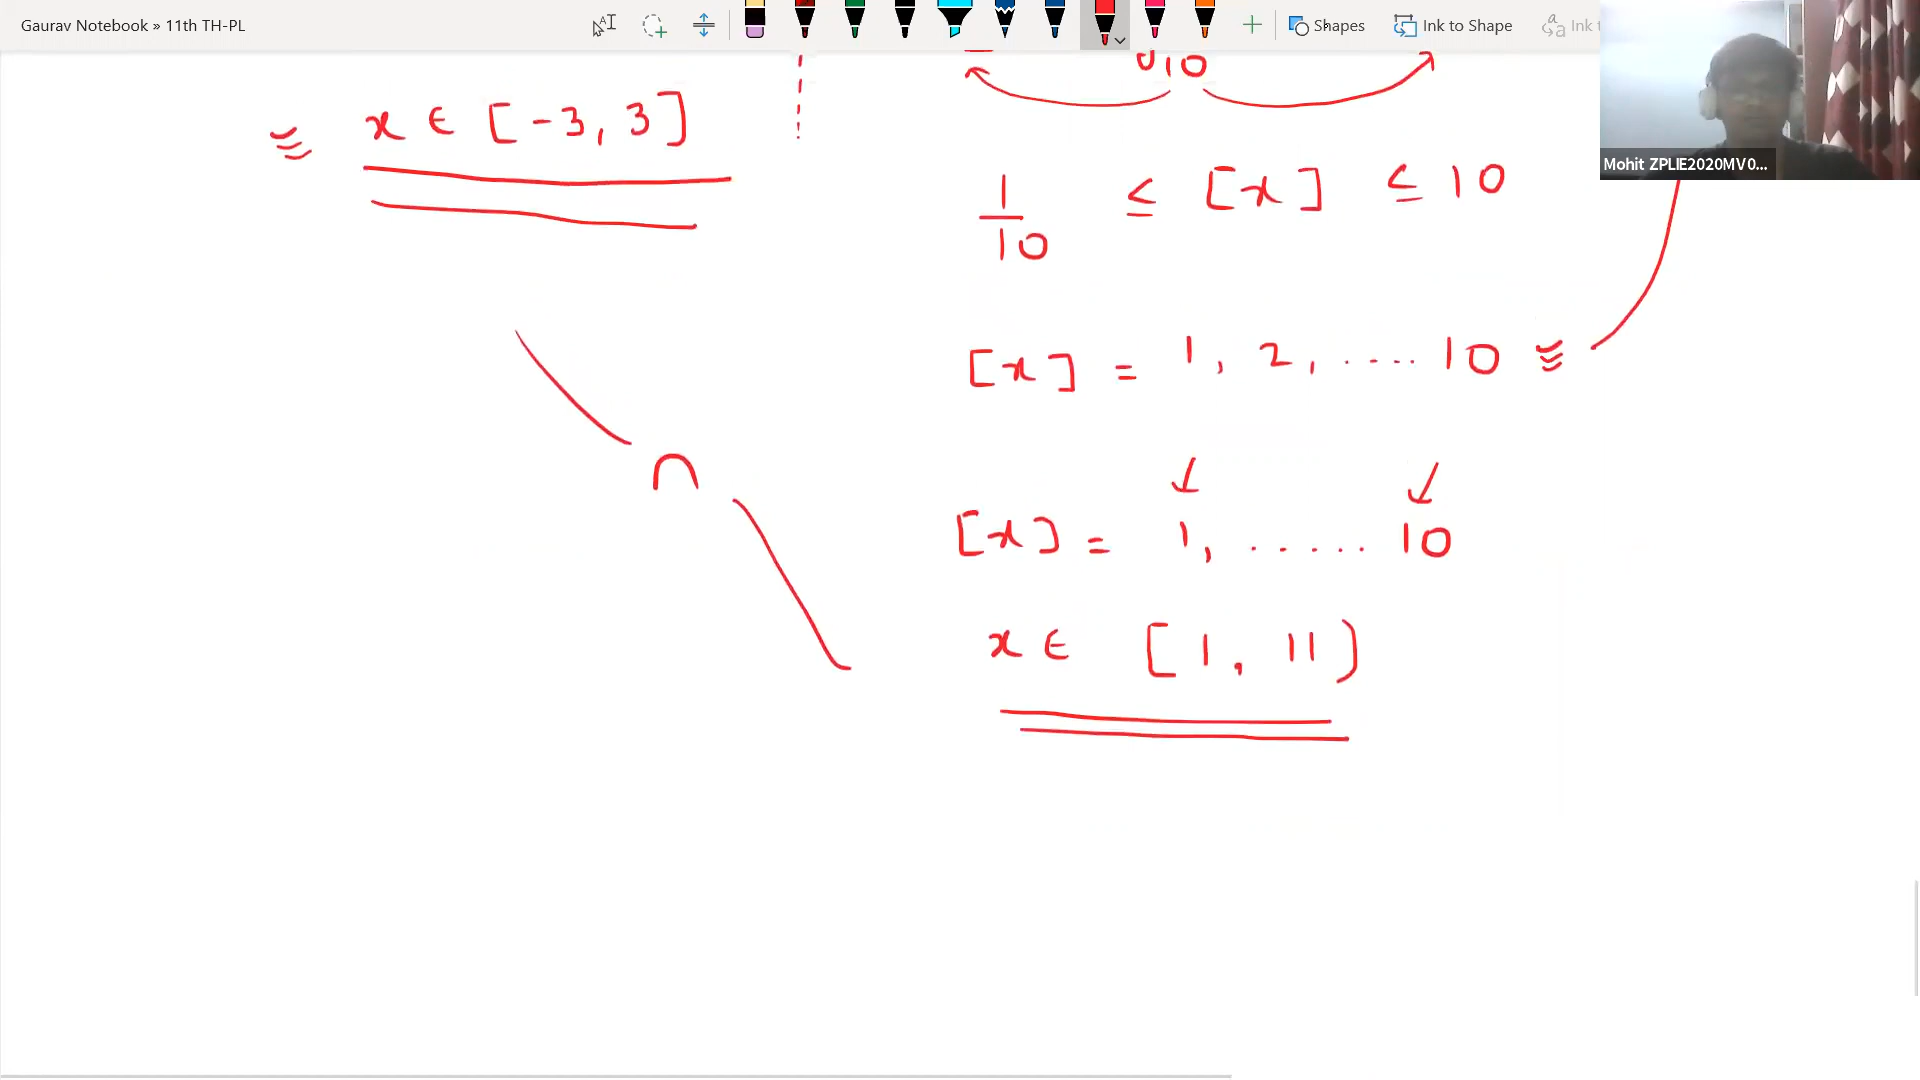 Gaurav Notebook » 11th TH-PL
Shapes
Ink to Shape
Ink t
Mohit ZPLIE2020MV0...
x ∈ [-3, 3]
1/10 ≤ [x] ≤ 10
[x] = 1, 2, .... 10
∩
[x] = 1, ...... 10
x ∈ [1, 11)